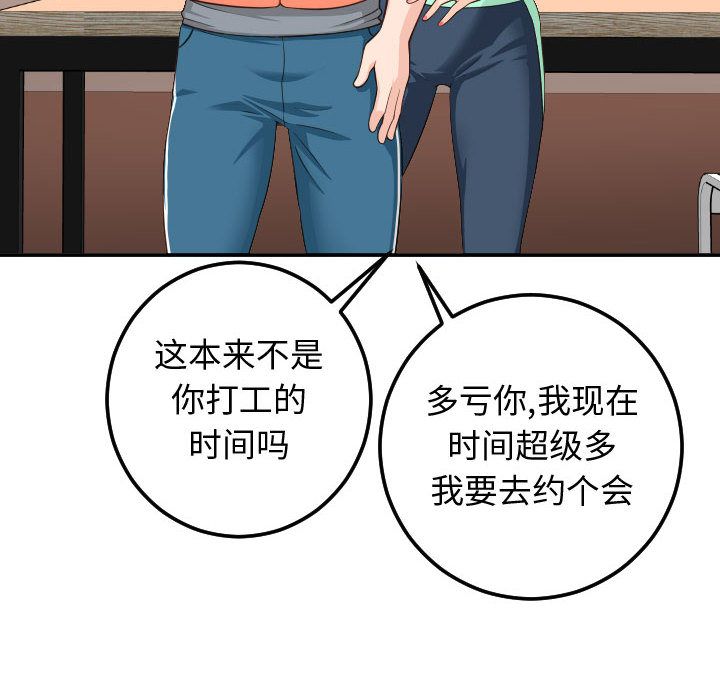 这本来不是
你打工的
时间吗
多亏你,我现在
时间超级多
我要去约个会